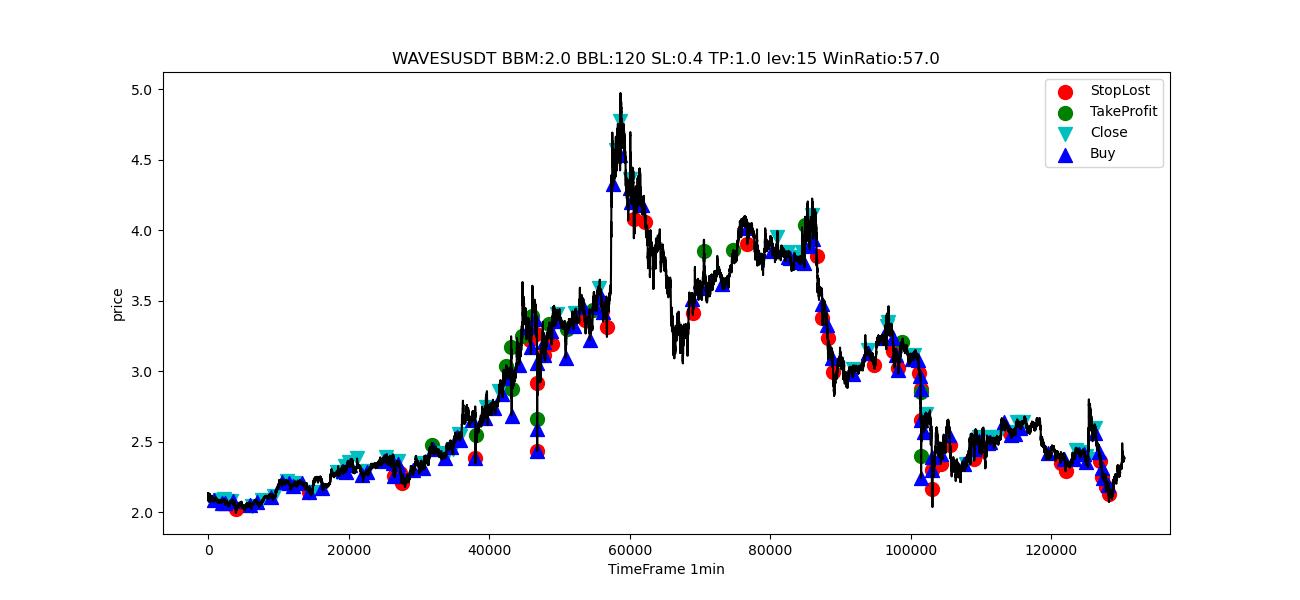 WAVESUSDT BBM:2.0 BBL:120 SL:0.4 TP:1.0 lev:15 WinRatio:57.0
StopLost
TakeProfit
Close
Buy
5.0
4.5
4.0
3.5
3.0
2.5
2.0
price
0 20000 40000 60000 80000 100000 120000
TimeFrame 1min